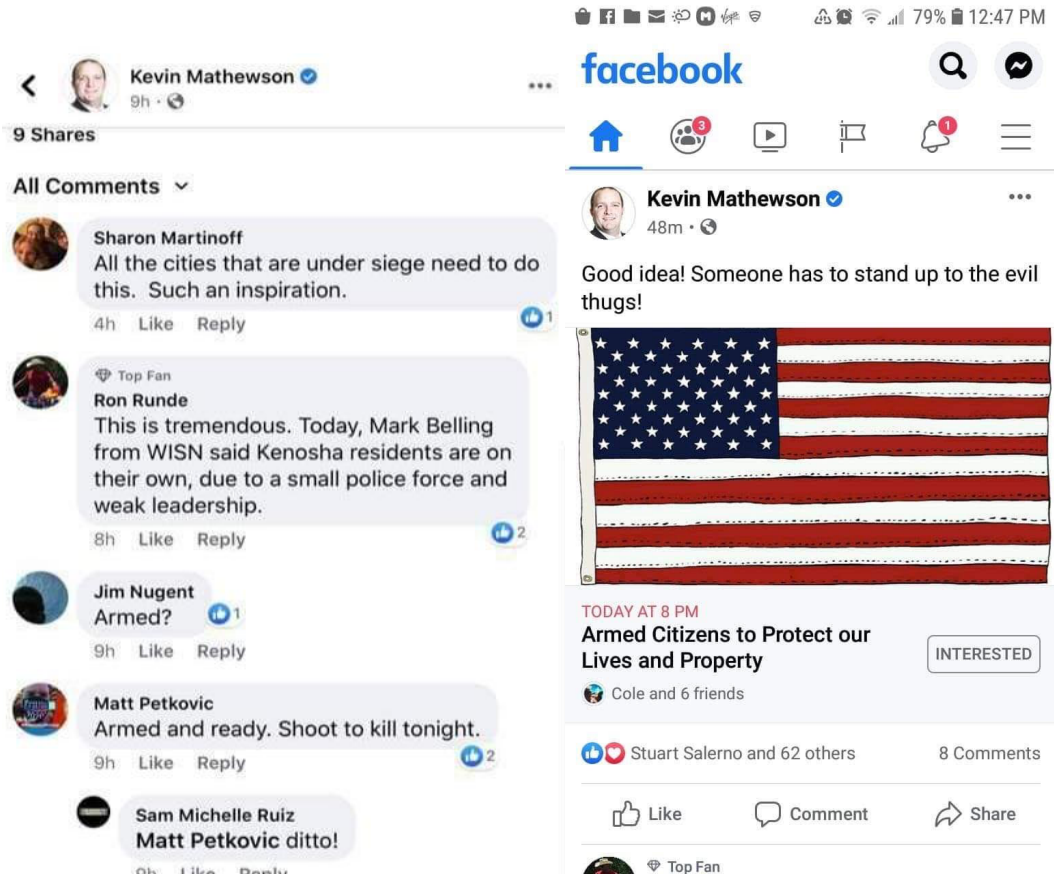 Kevin Mathewson
9h ·
9 Shares
All Comments
Sharon Martinoff
All the cities that are under siege need to do
this. Such an inspiration.
4h Like Reply
1
Top Fan
Ron Runde
This is tremendous. Today, Mark Belling
from WISN said Kenosha residents are on
their own, due to a small police force and
weak leadership.
8h Like Reply
2
Jim Nugent
Armed?
1
9h Like Reply
Matt Petkovic
Armed and ready. Shoot to kill tonight.
9h Like Reply
2
Sam Michelle Ruiz
Matt Petkovic ditto!
9h Like Reply
79% 12:47 PM
facebook
3
1
Kevin Mathewson
48m ·
Good idea! Someone has to stand up to the evil
thugs!
TODAY AT 8 PM
Armed Citizens to Protect our
Lives and Property
INTERESTED
Cole and 6 friends
Stuart Salerno and 62 others
8 Comments
Like Comment Share
Top Fan